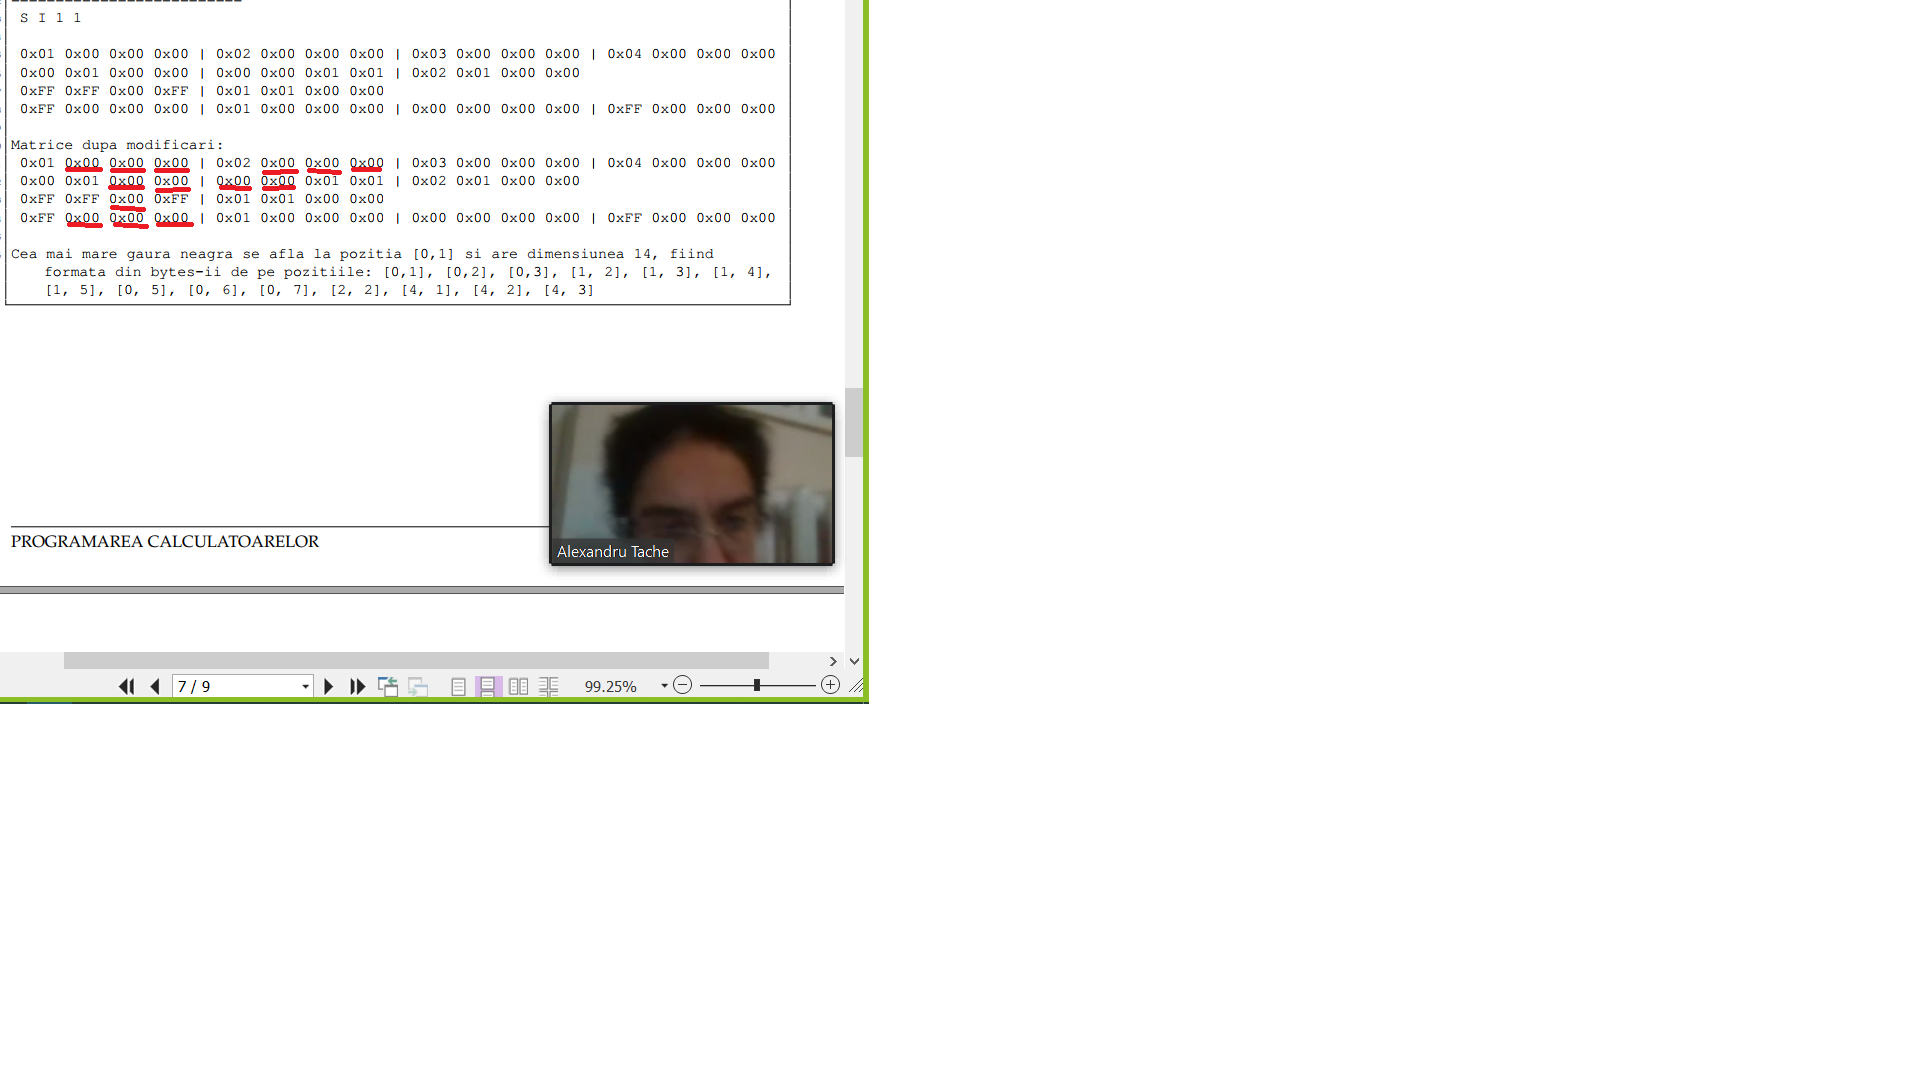 S I 1 1
0x01 0x00 0x00 0x00 | 0x02 0x00 0x00 0x00 | 0x03 0x00 0x00 0x00 | 0x04 0x00 0x00 0x00
0x00 0x01 0x00 0x00 | 0x00 0x00 0x01 0x01 | 0x02 0x01 0x00 0x00
0xFF 0xFF 0x00 0xFF | 0x01 0x01 0x00 0x00
0xFF 0x00 0x00 0x00 | 0x01 0x00 0x00 0x00 | 0x00 0x00 0x00 0x00 | 0xFF 0x00 0x00 0x00
Matrice dupa modificari:
0x01 0x00 0x00 0x00 | 0x02 0x00 0x00 0x00 | 0x03 0x00 0x00 0x00 | 0x04 0x00 0x00 0x00
0x00 0x01 0x00 0x00 | 0x00 0x00 0x01 0x01 | 0x02 0x01 0x00 0x00
0xFF 0xFF 0x00 0xFF | 0x01 0x01 0x00 0x00
0xFF 0x00 0x00 0x00 | 0x01 0x00 0x00 0x00 | 0x00 0x00 0x00 0x00 | 0xFF 0x00 0x00 0x00
Cea mai mare gaura neagra se afla la pozitia [0,1] si are dimensiunea 14, fiind
formata din bytes-ii de pe pozitiile: [0,1], [0,2], [0,3], [1, 2], [1, 3], [1, 4],
[1, 5], [0, 5], [0, 6], [0, 7], [2, 2], [4, 1], [4, 2], [4, 3]
PROGRAMAREA CALCULATOARELOR
Alexandru Tache
7 / 9
99.25%